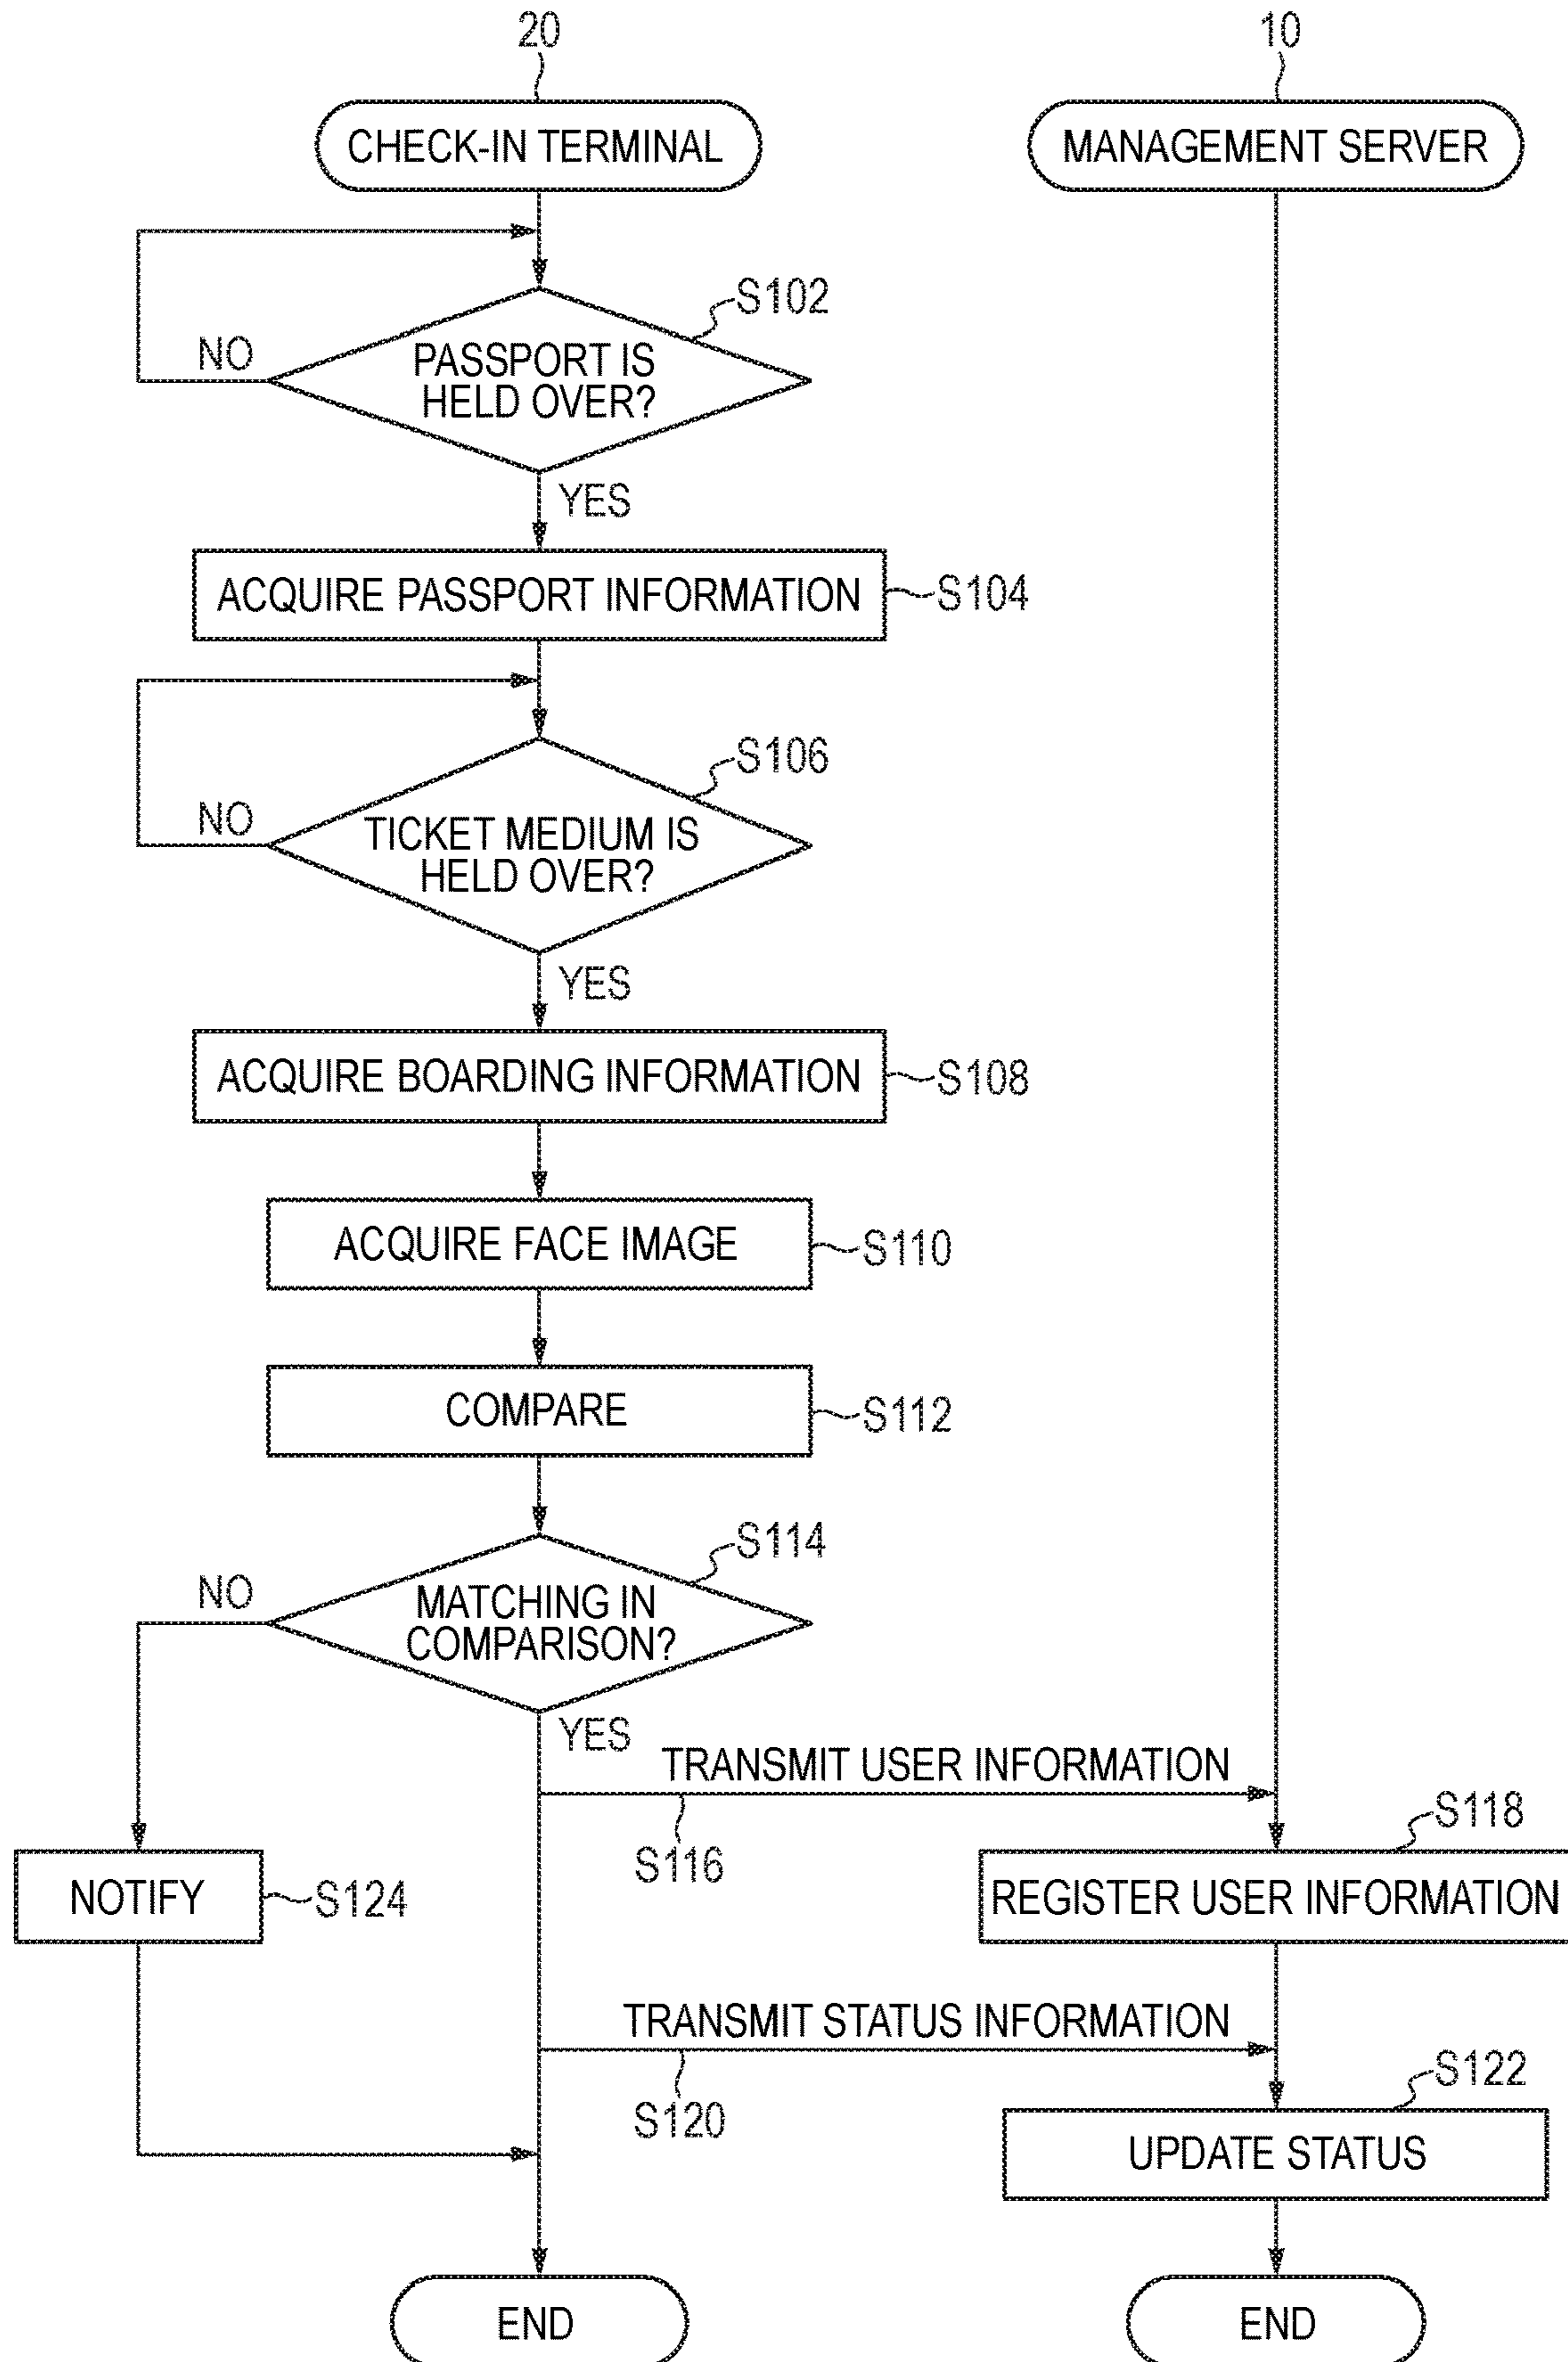 20
10
CHECK-IN TERMINAL
MANAGEMENT SERVER
S102
NO
PASSPORT IS
HELD OVER?
YES
ACQUIRE PASSPORT INFORMATION
S104
S106
NO
TICKET MEDIUM IS
HELD OVER?
YES
ACQUIRE BOARDING INFORMATION
S108
ACQUIRE FACE IMAGE
S110
COMPARE
S112
S114
NO
MATCHING IN
COMPARISON?
YES
TRANSMIT USER INFORMATION
S116
S118
NOTIFY
S124
REGISTER USER INFORMATION
TRANSMIT STATUS INFORMATION
S120
S122
UPDATE STATUS
END
END